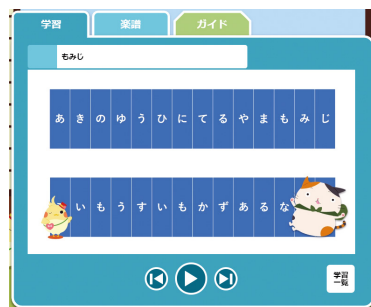 学習
楽譜
ガイド
もみじ
あきのゆうひにてるやまもみじ
いもうすいもかずあるな
学習
一覧